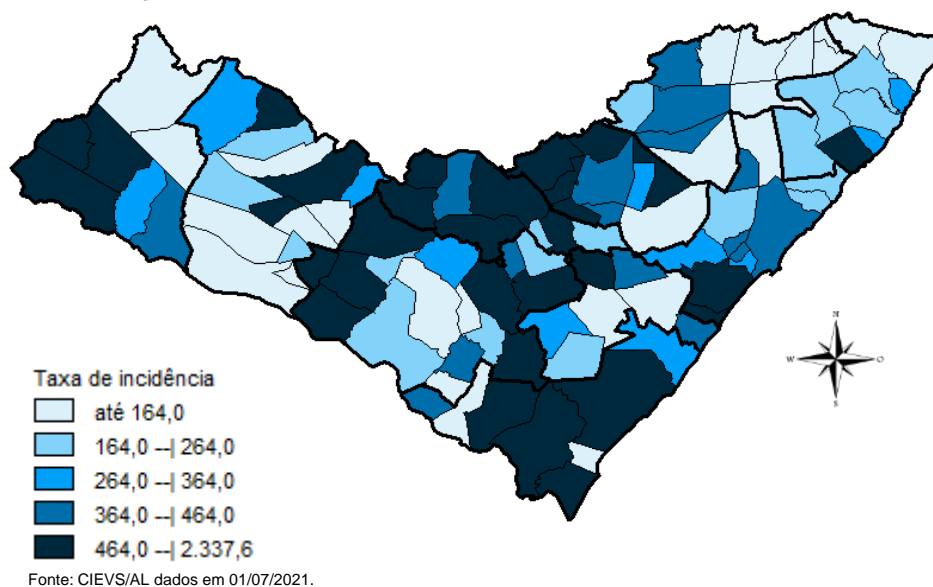 N
W
O
S
Taxa de incidência
até 164,0
164,0 --| 264,0
264,0 --| 364,0
364,0 --| 464,0
464,0 --| 2.337,6
Fonte: CIEVS/AL dados em 01/07/2021.